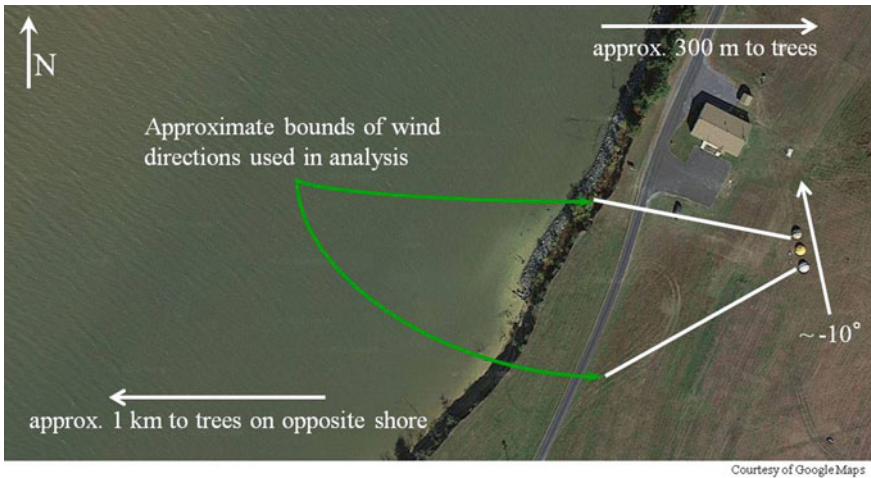 N
approx. 300 m to trees
Approximate bounds of wind
directions used in analysis
~-10°
approx. 1 km to trees on opposite shore
Courtesy of Google Maps